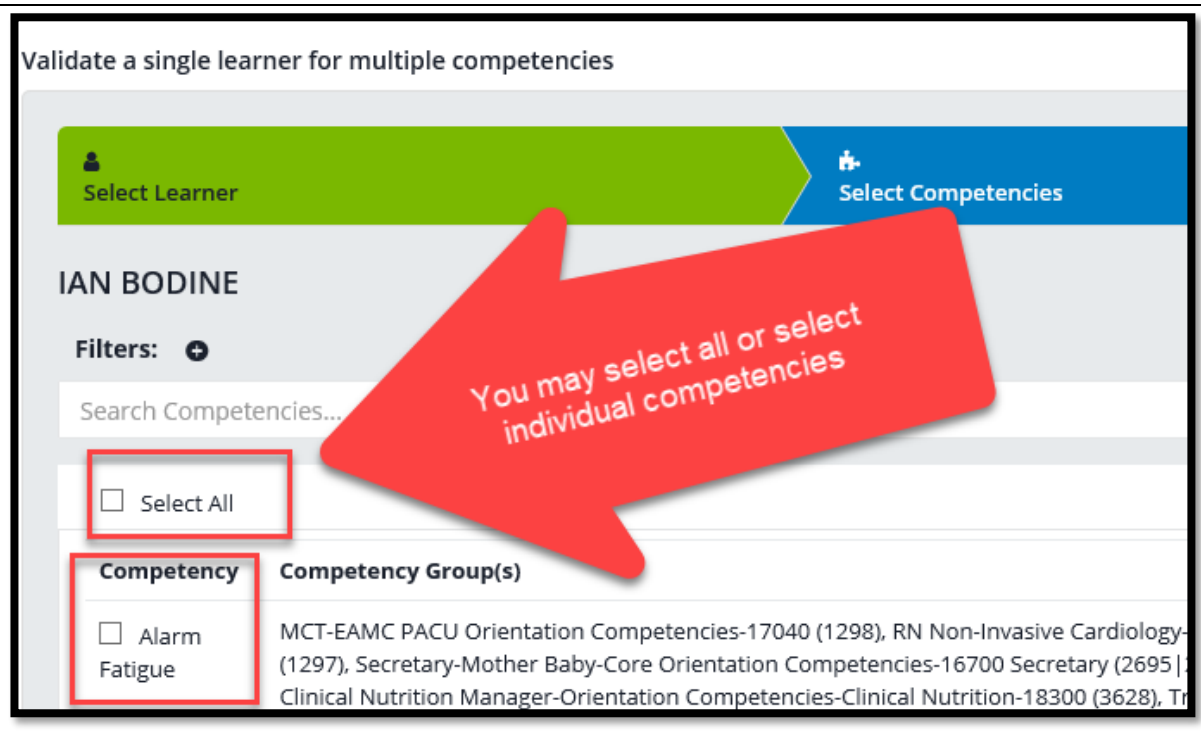 Validate a single learner for multiple competencies
Select Learner
Select Competencies
IAN BODINE
Filters:
Search Competencies...
You may select all or select
individual competencies
Select All
Competency Competency Group(s)
Alarm
Fatigue
MCT-EAMC PACU Orientation Competencies-17040 (1298), RN Non-Invasive Cardiology-
(1297), Secretary-Mother Baby-Core Orientation Competencies-16700 Secretary (2695|
Clinical Nutrition Manager-Orientation Competencies-Clinical Nutrition-18300 (3628),